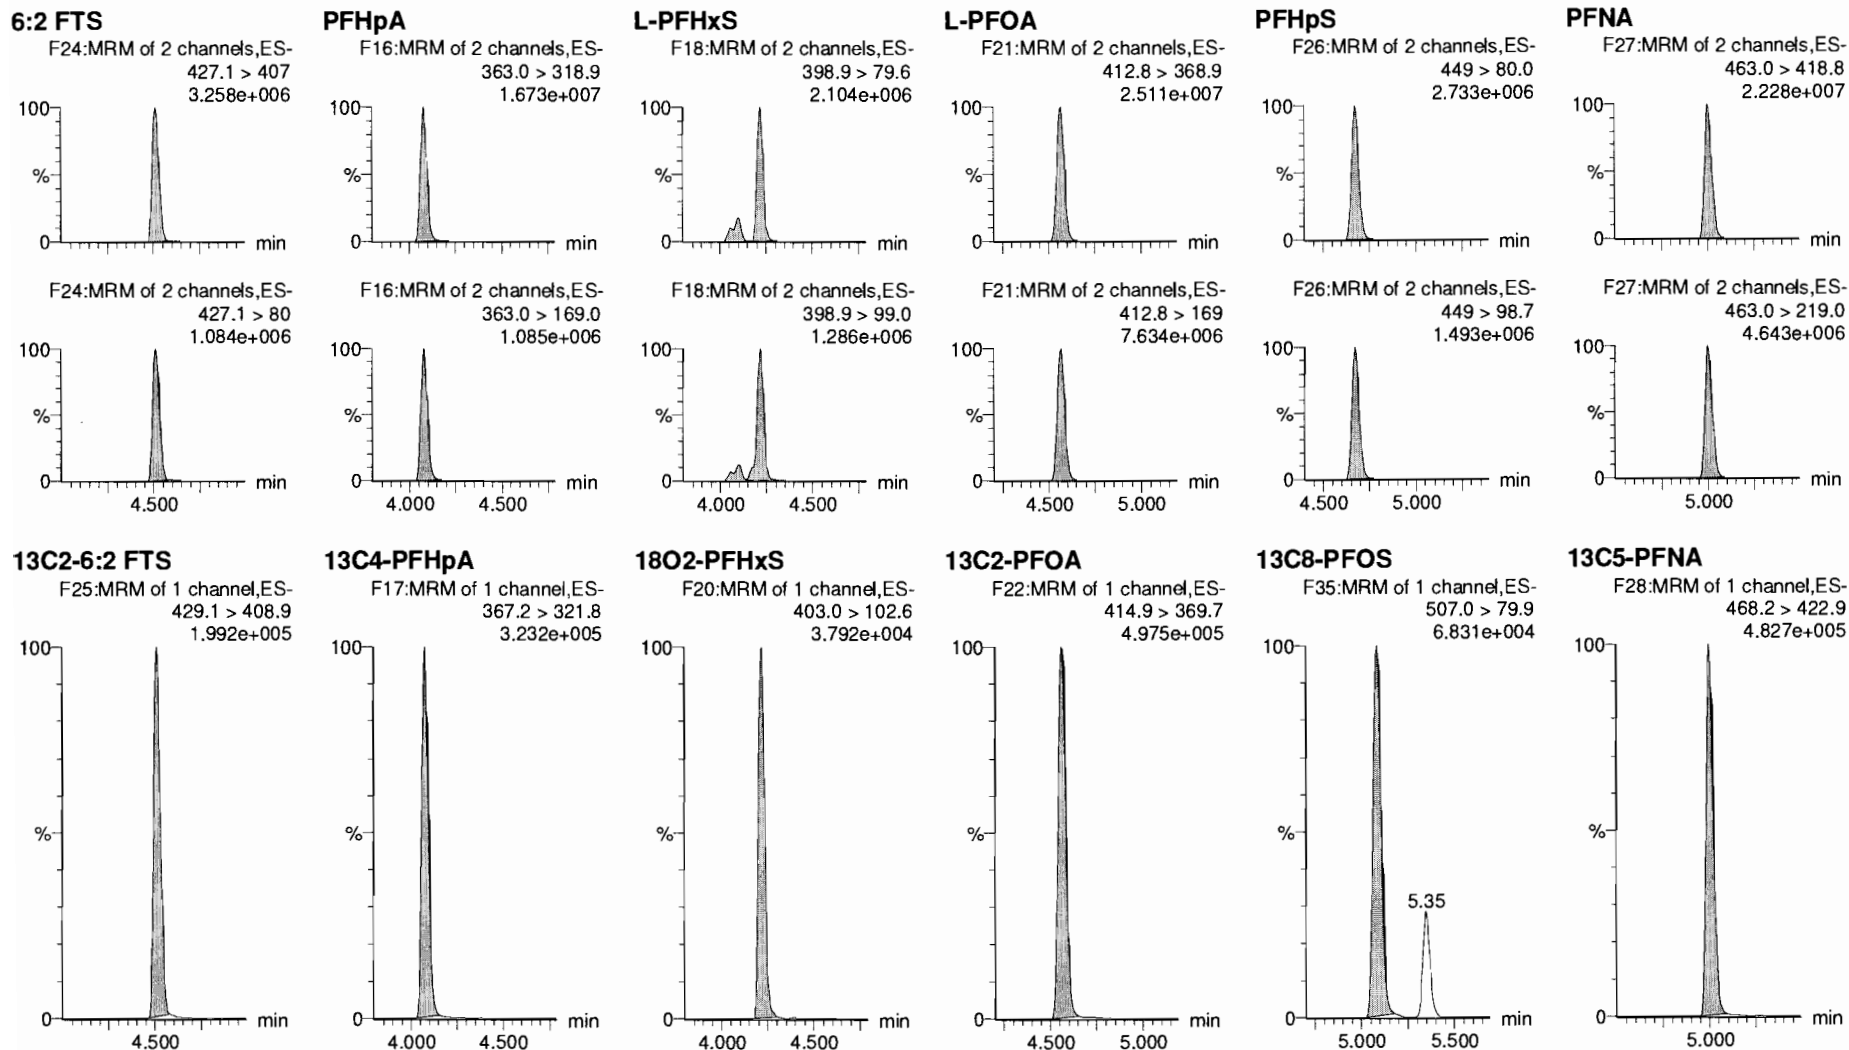 6:2 FTS
F24:MRM of 2 channels,ES-
427.1 > 407
3.258e+006
100
%
0
min
PFHpA
F16:MRM of 2 channels,ES-
363.0 > 318.9
1.673e+007
100
%
0
min
L-PFHxS
F18:MRM of 2 channels,ES-
398.9 > 79.6
2.104e+006
100
%
0
min
L-PFOA
F21:MRM of 2 channels,ES-
412.8 > 368.9
2.511e+007
100
%
0
min
PFHpS
F26:MRM of 2 channels,ES-
449 > 80.0
2.733e+006
100
%
0
min
PFNA
F27:MRM of 2 channels,ES-
463.0 > 418.8
2.228e+007
100
%
0
min
F24:MRM of 2 channels,ES-
427.1 > 80
1.084e+006
100
%
0
min
4.500
F16:MRM of 2 channels,ES-
363.0 > 169.0
1.085e+006
100
%
0
min
4.000 4.500
F18:MRM of 2 channels,ES-
398.9 > 99.0
1.286e+006
100
%
0
min
4.000 4.500
F21:MRM of 2 channels,ES-
412.8 > 169
7.634e+006
100
%
0
min
4.500 5.000
F26:MRM of 2 channels,ES-
449 > 98.7
1.493e+006
100
%
0
min
4.500 5.000
F27:MRM of 2 channels,ES-
463.0 > 219.0
4.643e+006
100
%
0
min
5.000
13C2-6:2 FTS
F25:MRM of 1 channel,ES-
429.1 > 408.9
1.992e+005
100
%
0
min
4.500
13C4-PFHpA
F17:MRM of 1 channel,ES-
367.2 > 321.8
3.232e+005
100
%
0
min
4.000 4.500
18O2-PFHxS
F20:MRM of 1 channel,ES-
403.0 > 102.6
3.792e+004
100
%
0
min
4.000 4.500
13C2-PFOA
F22:MRM of 1 channel,ES-
414.9 > 369.7
4.975e+005
100
%
0
min
4.500 5.000
13C8-PFOS
F35:MRM of 1 channel,ES-
507.0 > 79.9
6.831e+004
100
%
5.35
0
min
5.000 5.500
13C5-PFNA
F28:MRM of 1 channel,ES-
468.2 > 422.9
4.827e+005
100
%
0
min
5.000